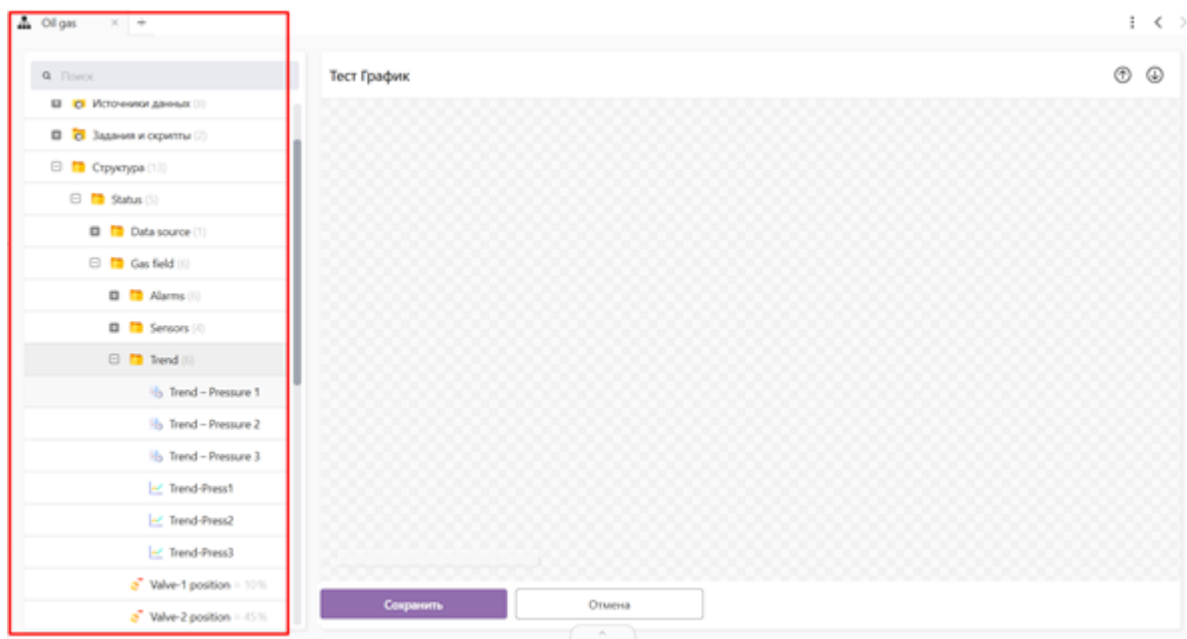 Oil gas
Поиск
Тест График
Источники данных (6)
Задания и скрипты (2)
Структура (13)
Status (5)
Data source (1)
Gas field (6)
Alarms (6)
Sensors (4)
Trend (6)
Trend – Pressure 1
Trend – Pressure 2
Trend – Pressure 3
Trend-Press1
Trend-Press2
Trend-Press3
Valve-1 position = 10%
Valve-2 position = 45%
Сохранить
Отмена